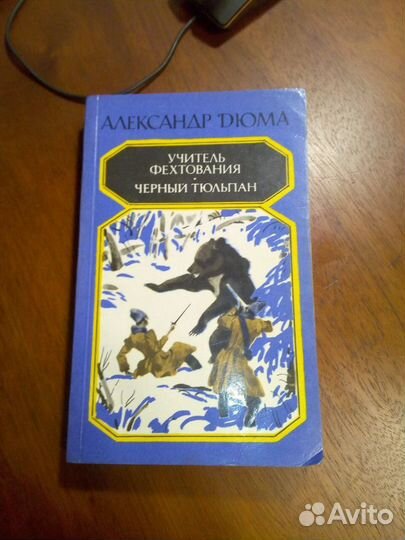 АЛЕКСАНДР ДЮМА
УЧИТЕЛЬ
ФЕХТОВАНИЯ
·
ЧЕРНЫЙ ТЮЛЬПАН
Avito